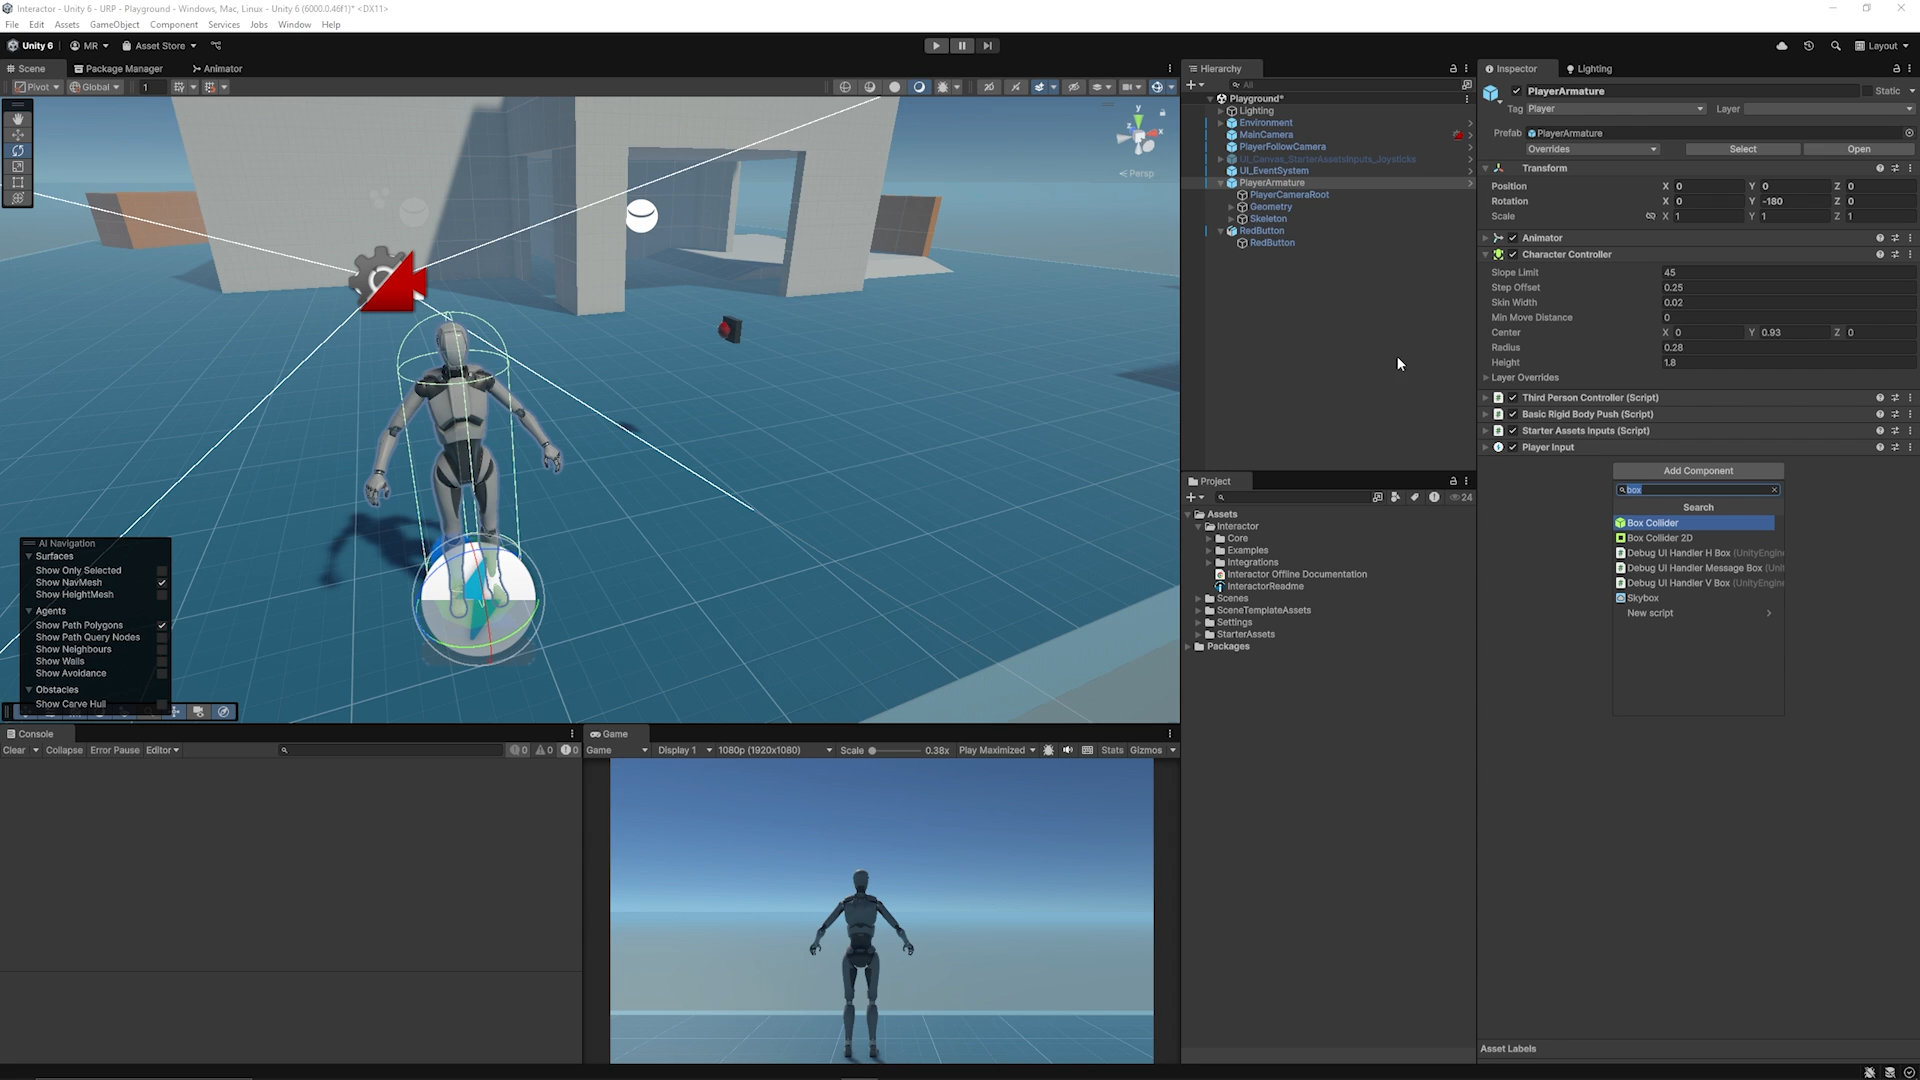 Interactor - Unity 6 - URP - Playground - Windows, Mac, Linux - Unity 6 (6000.0.46f1)* <DX11>
File Edit Assets GameObject Component Services Jobs Window Help
Unity 6 MR Asset Store Layout
Scene Package Manager Animator
Pivot Global 1 2D
y
x
z
Persp
AI Navigation
Surfaces
Show Only Selected
Show NavMesh
Show HeightMesh
Agents
Show Path Polygons
Show Path Query Nodes
Show Neighbours
Show Walls
Show Avoidance
Obstacles
Show Carve Hull
Console
Clear Collapse Error Pause Editor 0 0 0
Game
Game Display 1 1080p (1920x1080) Scale 0.38x Play Maximized Stats Gizmos
Hierarchy
All
Playground*
Lighting
Environment
MainCamera
PlayerFollowCamera
UI_Canvas_StarterAssetsInputs_Joysticks
UI_EventSystem
PlayerArmature
PlayerCameraRoot
Geometry
Skeleton
RedButton
RedButton
Project
24
Assets
Interactor
Core
Examples
Integrations
Interactor Offline Documentation
InteractorReadme
Scenes
SceneTemplateAssets
Settings
StarterAssets
Packages
Inspector Lighting
PlayerArmature Static
Tag Player Layer
Prefab PlayerArmature
Overrides Select Open
Transform
Position X 0 Y 0 Z 0
Rotation X 0 Y -180 Z 0
Scale X 1 Y 1 Z 1
Animator
Character Controller
Slope Limit 45
Step Offset 0.25
Skin Width 0.02
Min Move Distance 0
Center X 0 Y 0.93 Z 0
Radius 0.28
Height 1.8
Layer Overrides
Third Person Controller (Script)
Basic Rigid Body Push (Script)
Starter Assets Inputs (Script)
Player Input
Add Component
box
Search
Box Collider
Box Collider 2D
Debug UI Handler H Box (UnityEngin
Debug UI Handler Message Box (Uni
Debug UI Handler V Box (UnityEngin
Skybox
New script
Asset Labels